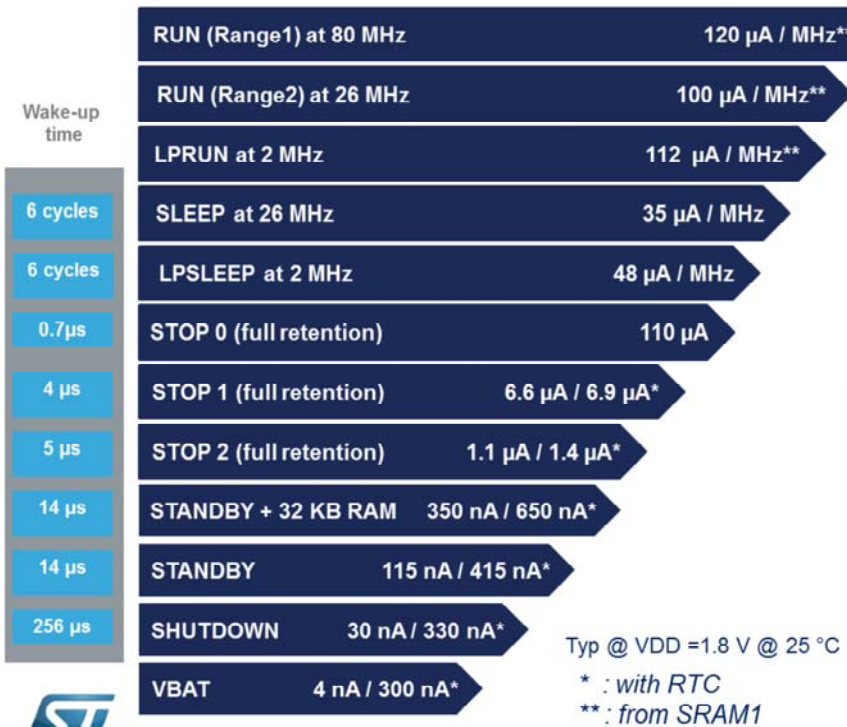 RUN (Range1) at 80 MHz 120 µA / MHz**
RUN (Range2) at 26 MHz 100 µA / MHz**
Wake-up
time
LPRUN at 2 MHz 112 µA / MHz**
6 cycles SLEEP at 26 MHz 35 µA / MHz
6 cycles LPSLEEP at 2 MHz 48 µA / MHz
0.7µs STOP 0 (full retention) 110 µA
4 µs STOP 1 (full retention) 6.6 µA / 6.9 µA*
5 µs STOP 2 (full retention) 1.1 µA / 1.4 µA*
14 µs STANDBY + 32 KB RAM 350 nA / 650 nA*
14 µs STANDBY 115 nA / 415 nA*
256 µs SHUTDOWN 30 nA / 330 nA*
Typ @ VDD =1.8 V @ 25 °C
VBAT 4 nA / 300 nA*
* : with RTC
** : from SRAM1
ST